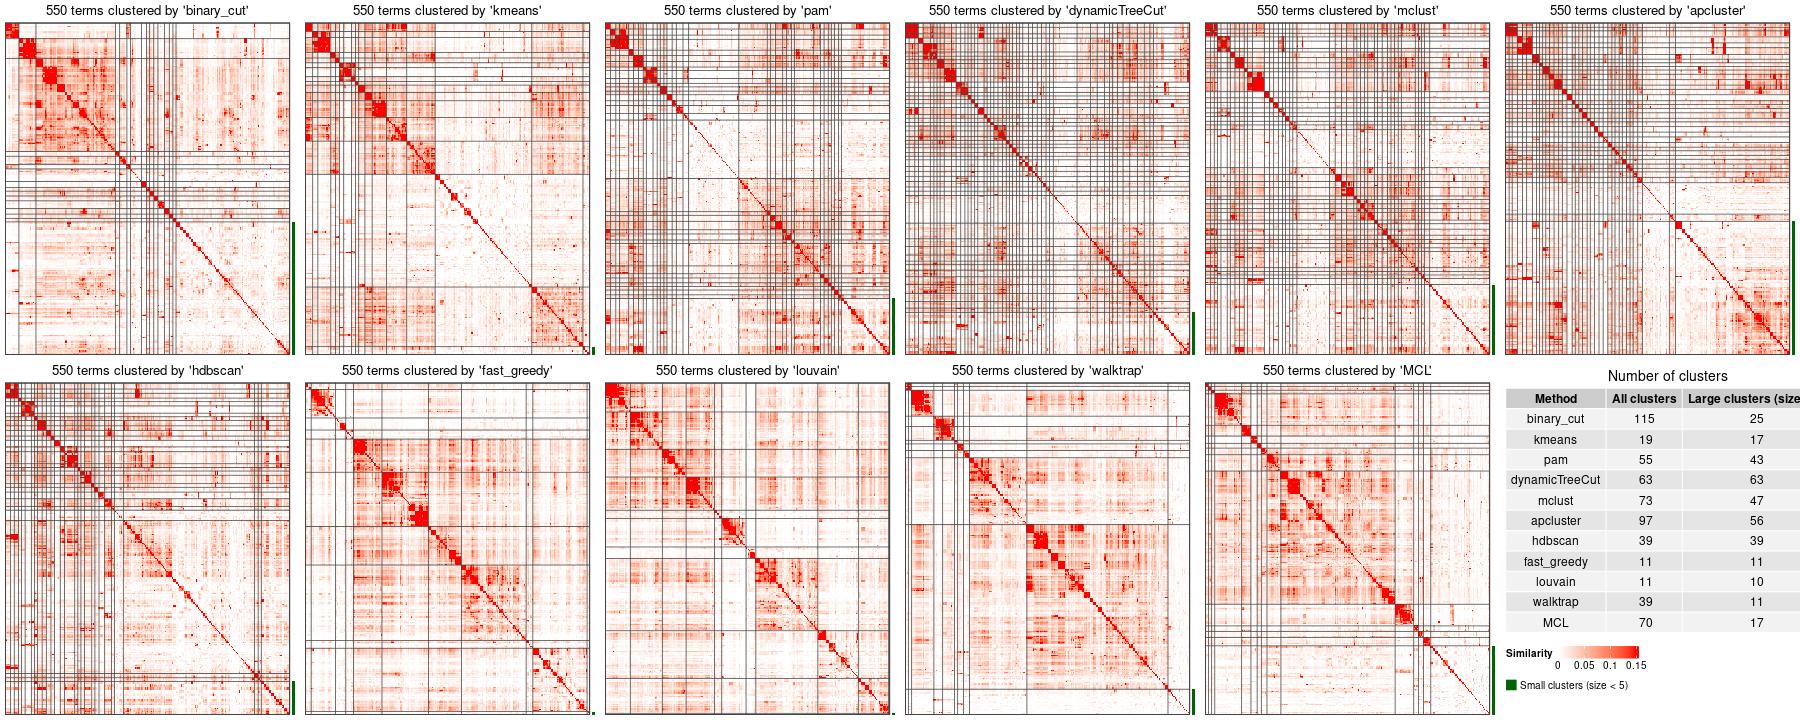 550 terms clustered by 'binary_cut'
550 terms clustered by 'kmeans'
550 terms clustered by 'pam'
550 terms clustered by 'dynamicTreeCut'
550 terms clustered by 'mclust'
550 terms clustered by 'apcluster'
550 terms clustered by 'hdbscan'
550 terms clustered by 'fast_greedy'
550 terms clustered by 'louvain'
550 terms clustered by 'walktrap'
550 terms clustered by 'MCL'
Number of clusters
Method All clusters Large clusters (size
binary_cut 115 25
kmeans 19 17
pam 55 43
dynamicTreeCut 63 63
mclust 73 47
apcluster 97 56
hdbscan 39 39
fast_greedy 11 11
louvain 11 10
walktrap 39 11
MCL 70 17
Similarity
0 0.05 0.1 0.15
Small clusters (size < 5)